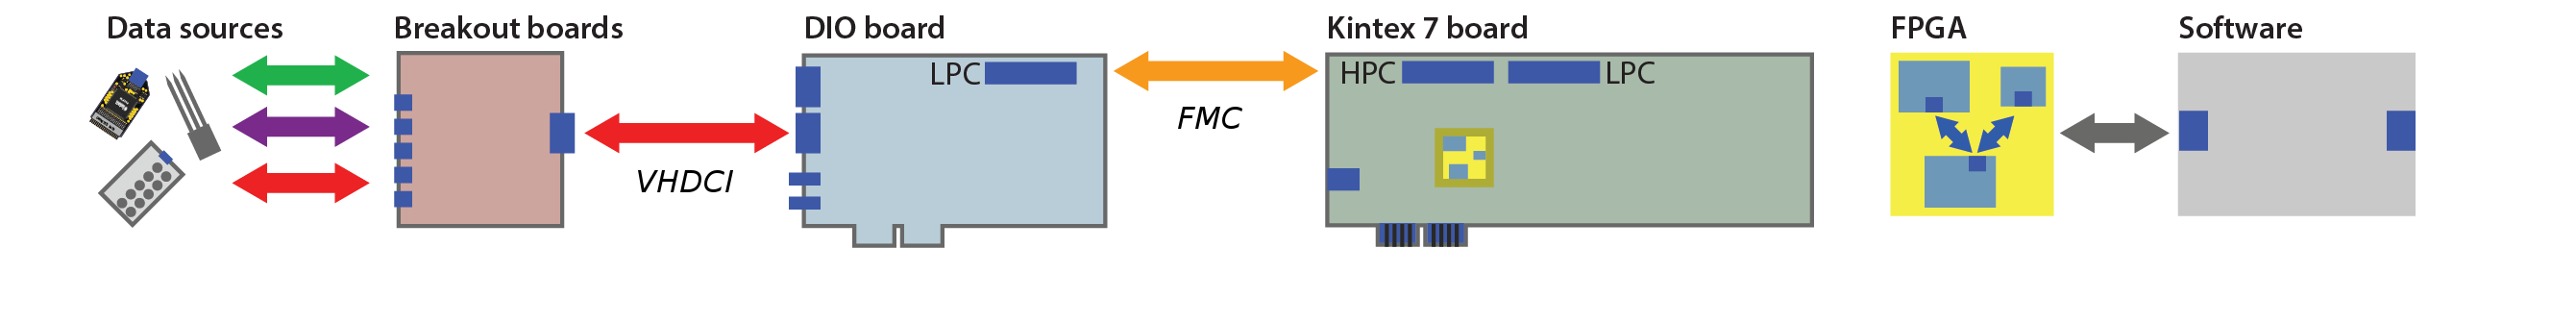 Data sources
Breakout boards
DIO board
Kintex 7 board
FPGA
Software
LPC
HPC
LPC
FMC
VHDCI